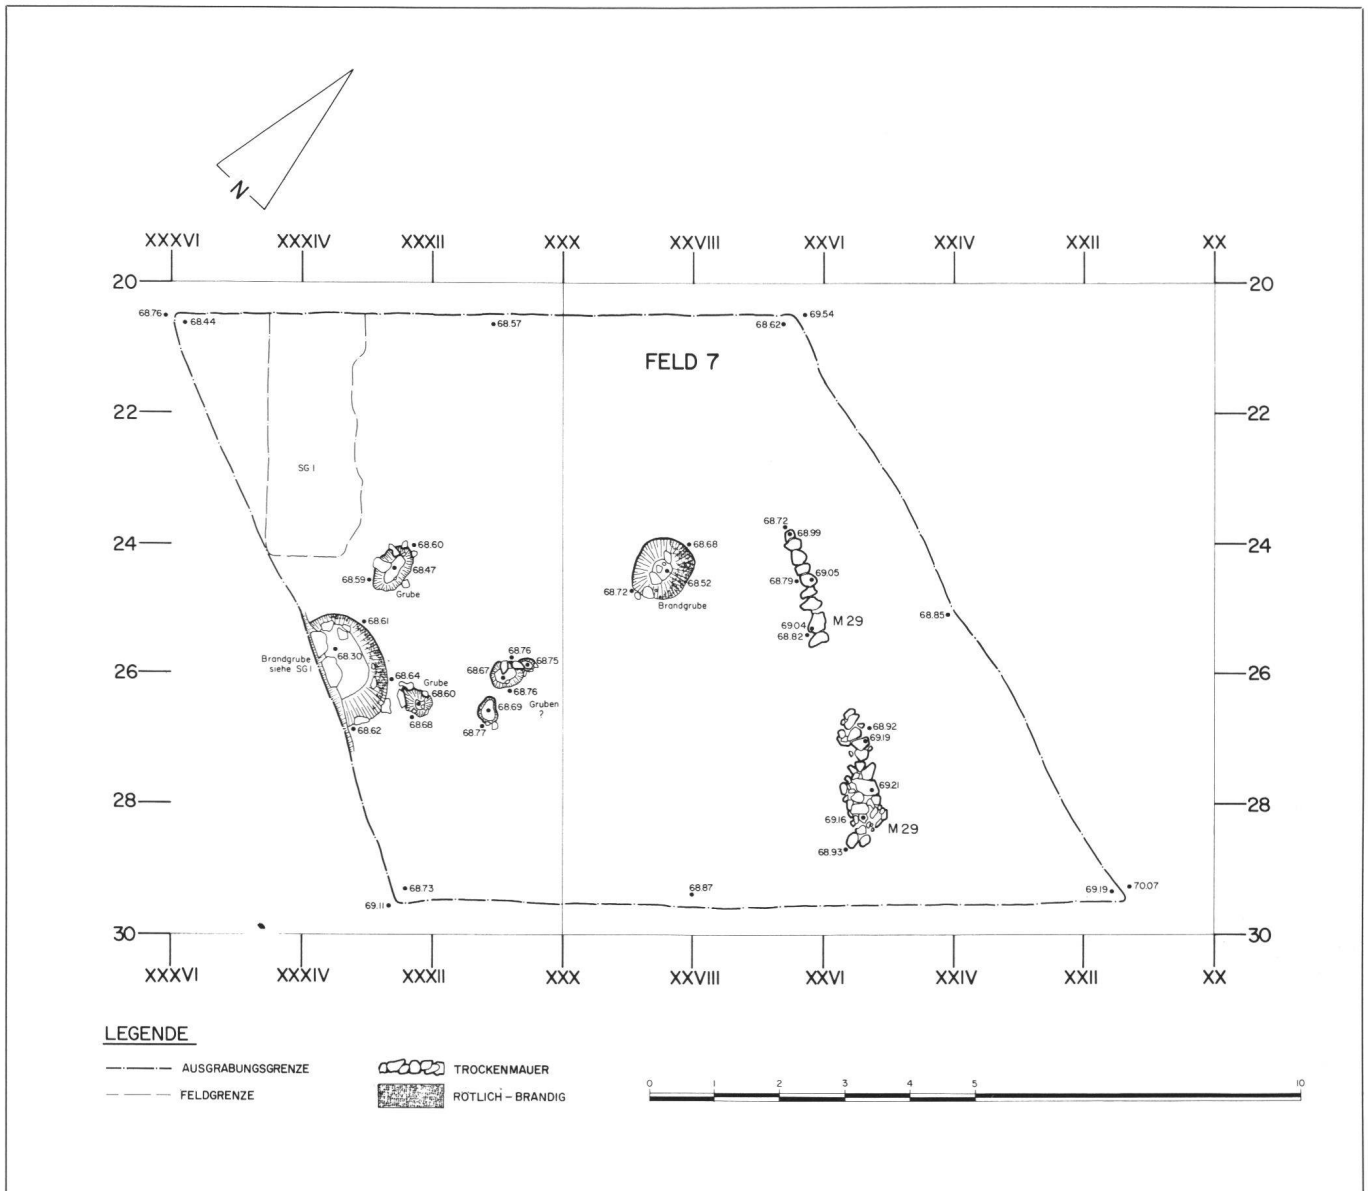 N
XXXVI XXXIV XXXII XXX XXVIII XXVI XXIV XXII XX
20 20
68.76 68.44 68.57 68.62 69.54
FELD 7
22 22
SG I
68.72
68.99
24 24
68.60 68.68
68.47 69.05
68.59 68.52 68.79
Grube 68.72
Brandgrube
68.85
68.61 69.04 M 29
68.82
Brandgrube 68.30
siehe SG I
68.76
68.67 68.75
26 26
68.64 Grube
68.60 68.76
68.69 Gruben
?
68.62 68.68 68.77
68.92
69.19
69.21
28 28
69.16
M 29
68.93
68.73 68.87 69.19 70.07
69.11
30 30
XXXVI XXXIV XXXII XXX XXVIII XXVI XXIV XXII XX
LEGENDE
AUSGRABUNGSGRENZE
FELDGRENZE
TROCKENMAUER
RÖTLICH – BRANDIG
0 1 2 3 4 5 10